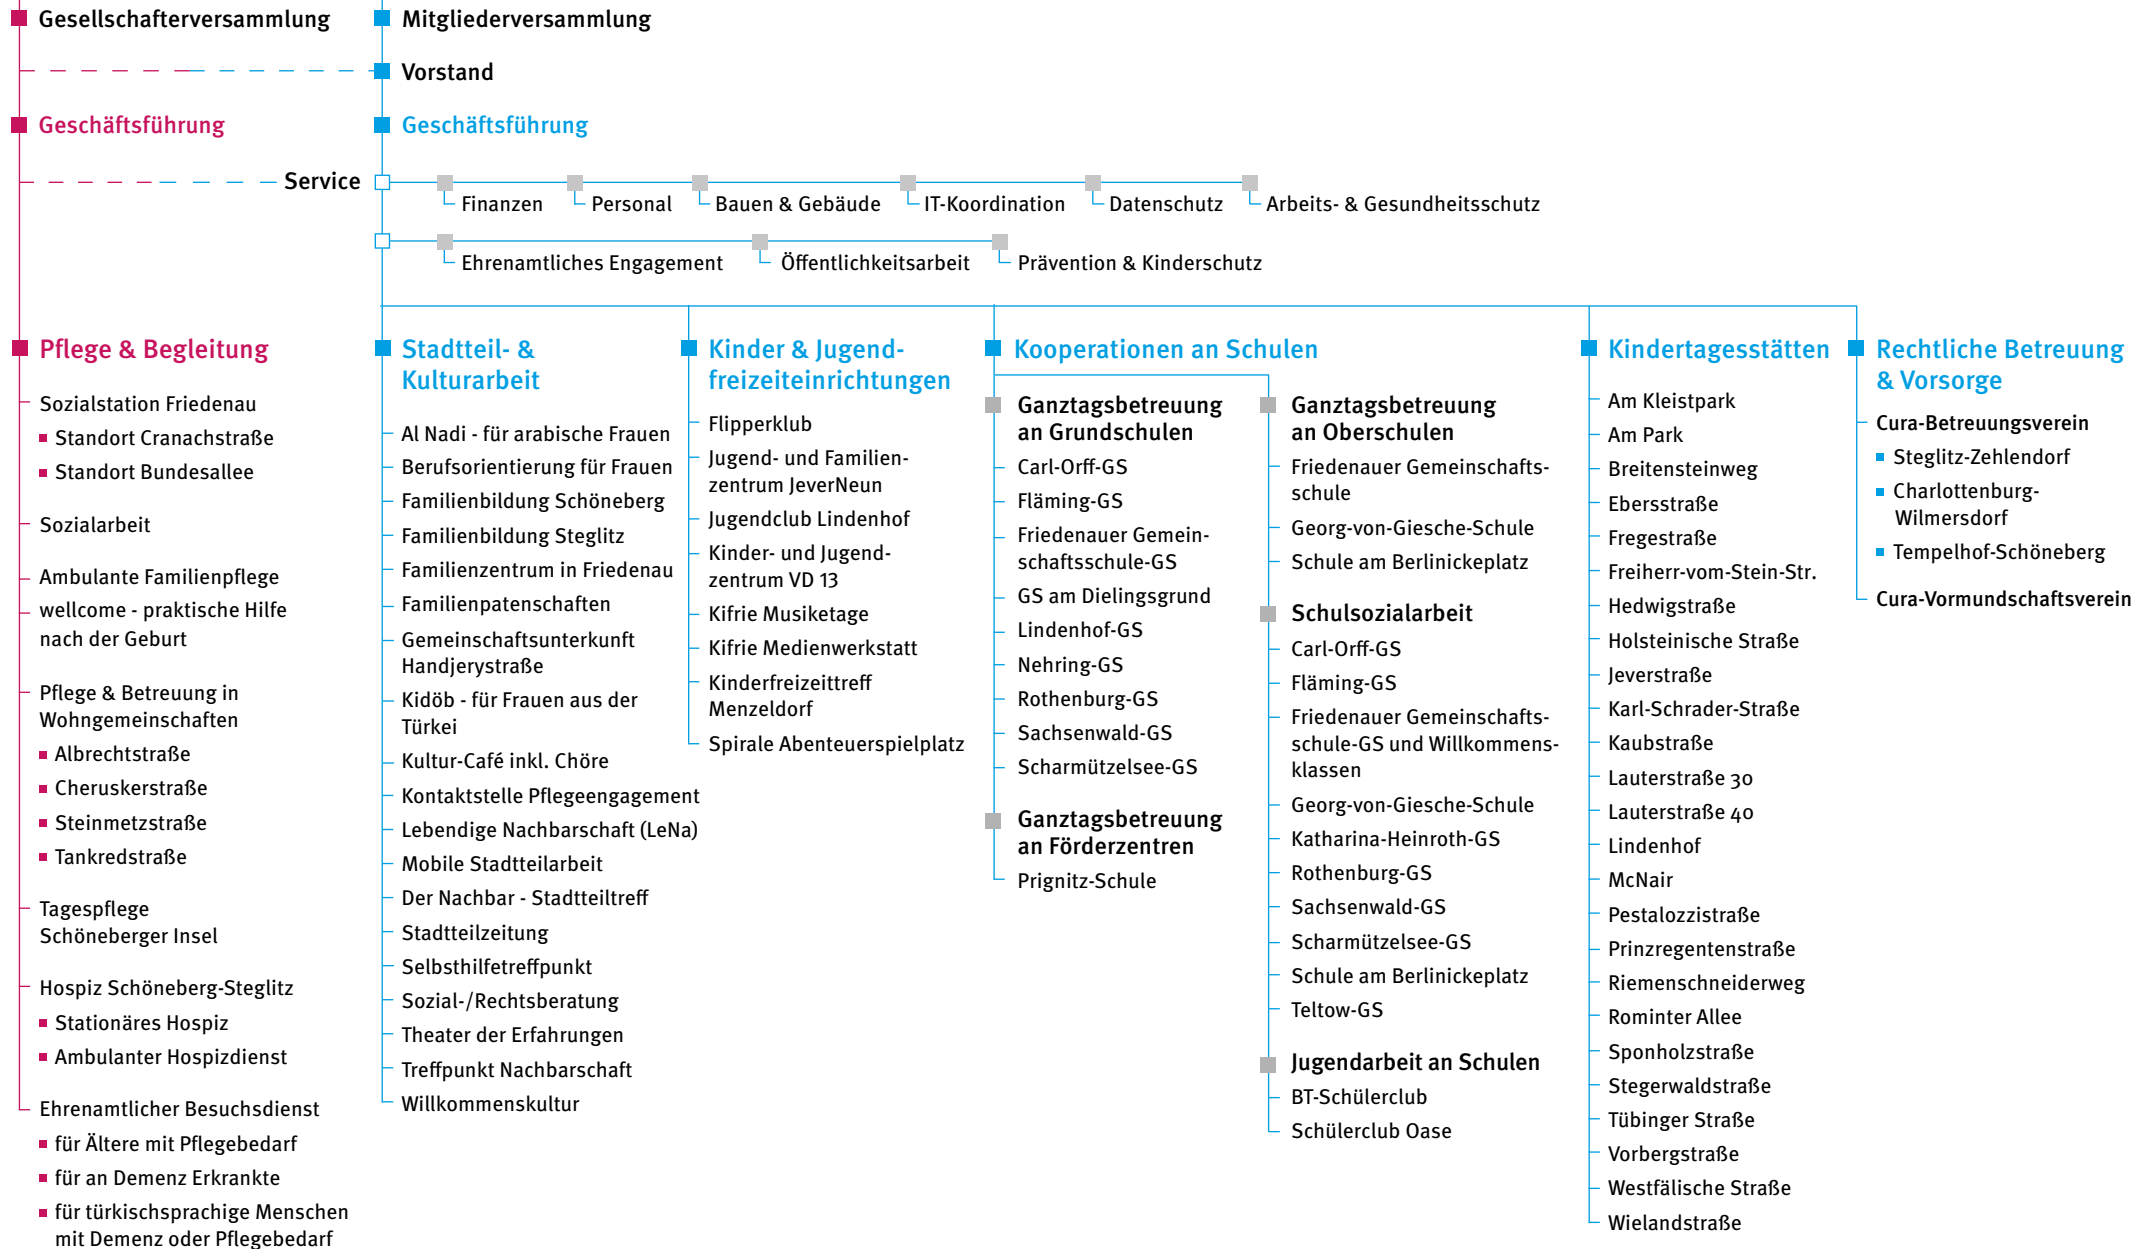 Gesellschafterversammlung
Mitgliederversammlung
Vorstand
Geschäftsführung
Geschäftsführung
Service
Finanzen
Personal
Bauen & Gebäude
IT-Koordination
Datenschutz
Arbeits- & Gesundheitsschutz
Ehrenamtliches Engagement
Öffentlichkeitsarbeit
Prävention & Kinderschutz
Pflege & Begleitung
Sozialstation Friedenau
Standort Cranachstraße
Standort Bundesallee
Sozialarbeit
Ambulante Familienpflege
wellcome - praktische Hilfe
nach der Geburt
Pflege & Betreuung in
Wohngemeinschaften
Albrechtstraße
Cheruskerstraße
Steinmetzstraße
Tankredstraße
Tagespflege
Schöneberger Insel
Hospiz Schöneberg-Steglitz
Stationäres Hospiz
Ambulanter Hospizdienst
Ehrenamtlicher Besuchsdienst
für Ältere mit Pflegebedarf
für an Demenz Erkrankte
für türkischsprachige Menschen
mit Demenz oder Pflegebedarf
Stadtteil- &
Kulturarbeit
Al Nadi - für arabische Frauen
Berufsorientierung für Frauen
Familienbildung Schöneberg
Familienbildung Steglitz
Familienzentrum in Friedenau
Familienpatenschaften
Gemeinschaftsunterkunft
Handjerystraße
Kidöb - für Frauen aus der
Türkei
Kultur-Café inkl. Chöre
Kontaktstelle Pflegeengagement
Lebendige Nachbarschaft (LeNa)
Mobile Stadtteilarbeit
Der Nachbar - Stadtteiltreff
Stadtteilzeitung
Selbsthilfetreffpunkt
Sozial-/Rechtsberatung
Theater der Erfahrungen
Treffpunkt Nachbarschaft
Willkommenskultur
Kinder & Jugend-
freizeiteinrichtungen
Flipperklub
Jugend- und Familien-
zentrum JeverNeun
Jugendclub Lindenhof
Kinder- und Jugend-
zentrum VD 13
Kifrie Musiketage
Kifrie Medienwerkstatt
Kinderfreizeittreff
Menzeldorf
Spirale Abenteuerspielplatz
Kooperationen an Schulen
Ganztagsbetreuung
an Grundschulen
Carl-Orff-GS
Fläming-GS
Friedenauer Gemein-
schaftsschule-GS
GS am Dielingsgrund
Lindenhof-GS
Nehring-GS
Rothenburg-GS
Sachsenwald-GS
Scharmützelsee-GS
Ganztagsbetreuung
an Förderzentren
Prignitz-Schule
Ganztagsbetreuung
an Oberschulen
Friedenauer Gemeinschafts-
schule
Georg-von-Giesche-Schule
Schule am Berlinickeplatz
Schulsozialarbeit
Carl-Orff-GS
Fläming-GS
Friedenauer Gemeinschafts-
schule-GS und Willkommens-
klassen
Georg-von-Giesche-Schule
Katharina-Heinroth-GS
Rothenburg-GS
Sachsenwald-GS
Scharmützelsee-GS
Schule am Berlinickeplatz
Teltow-GS
Jugendarbeit an Schulen
BT-Schülerclub
Schülerclub Oase
Kindertagesstätten
Am Kleistpark
Am Park
Breitensteinweg
Ebersstraße
Fregestraße
Freiherr-vom-Stein-Str.
Hedwigstraße
Holsteinische Straße
Jeverstraße
Karl-Schrader-Straße
Kaubstraße
Lauterstraße 30
Lauterstraße 40
Lindenhof
McNair
Pestalozzistraße
Prinzregentenstraße
Riemenschneiderweg
Rominter Allee
Sponholzstraße
Stegerwaldstraße
Tübinger Straße
Vorbergstraße
Westfälische Straße
Wielandstraße
Rechtliche Betreuung
& Vorsorge
Cura-Betreuungsverein
Steglitz-Zehlendorf
Charlottenburg-
Wilmersdorf
Tempelhof-Schöneberg
Cura-Vormundschaftsverein